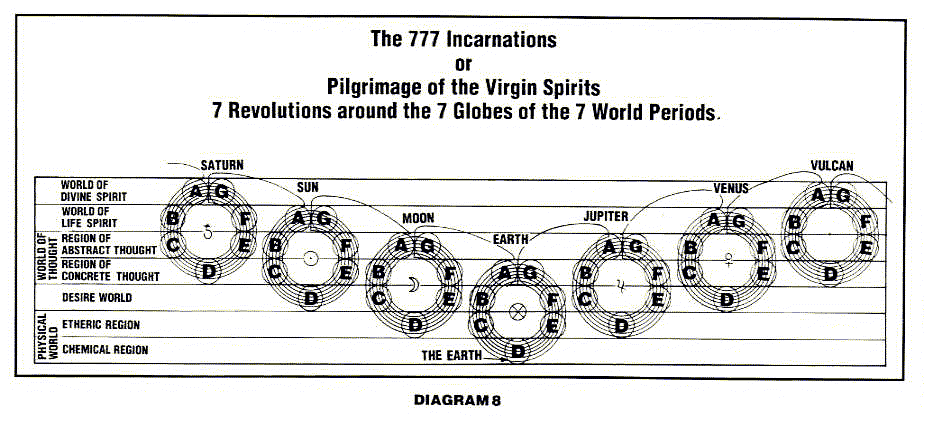 The 777 Incarnations
or
Pilgrimage of the Virgin Spirits
7 Revolutions around the 7 Globes of the 7 World Periods.
SATURN
SUN
MOON
EARTH
JUPITER
VENUS
VULCAN
WORLD OF
DIVINE SPIRIT
WORLD OF
LIFE SPIRIT
WORLD OF
THOUGHT
REGION OF
ABSTRACT THOUGHT
REGION OF
CONCRETE THOUGHT
DESIRE WORLD
PHYSICAL
WORLD
ETHERIC REGION
CHEMICAL REGION
A G
B F
C E
D
A G
B F
C E
D
A G
B F
C E
D
A G
B F
C E
D
A G
B F
C E
D
A G
B F
C E
D
A G
B F
C E
D
THE EARTH
DIAGRAM 8